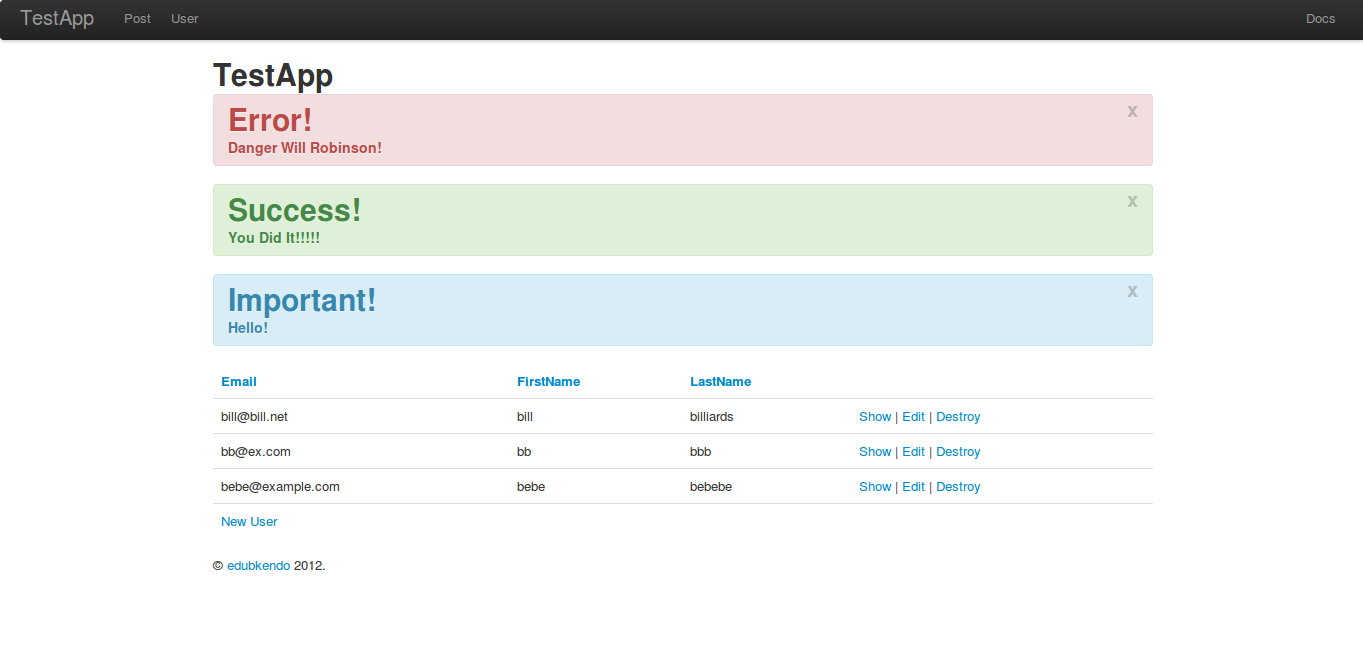 TestApp Post User Docs
TestApp
Error! x
Danger Will Robinson!
Success! x
You Did It!!!!!
Important! x
Hello!
Email FirstName LastName
bill@bill.net bill billiards Show | Edit | Destroy
bb@ex.com bb bbb Show | Edit | Destroy
bebe@example.com bebe bebebe Show | Edit | Destroy
New User
© edubkendo 2012.